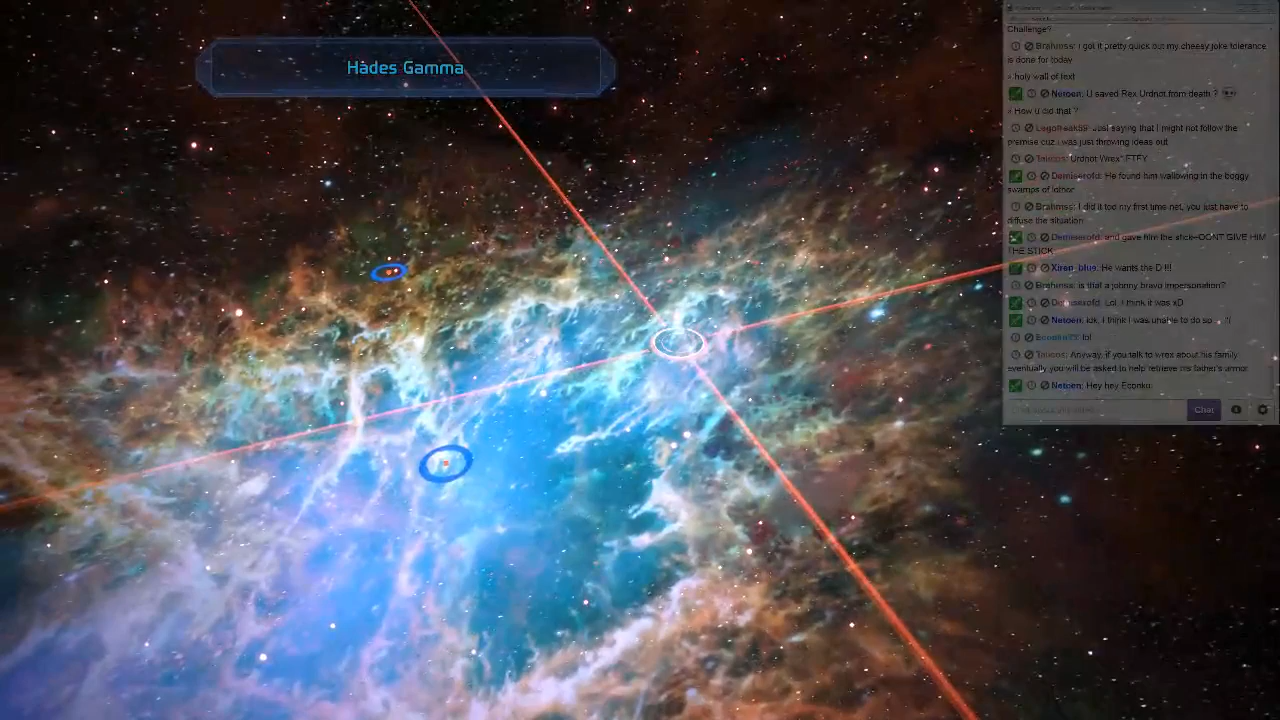 Hades Gamma
Challenge?
Brahmss: I got it pretty quick but my cheesy joke tolerance
is done for today
» holy wall of text
Netoen: U saved Rex Urdnot from death ?
» How u did that ?
Legofreak59: Just saying that I might not follow the
premise cuz i was just throwing ideas out
Urdnot Wrex* FTFY
Demiserofd: He found him wallowing in the boggy
swamps of
Brahmss: I did it too my first time net, you just have to
diffuse the situation
Demiserofd: and gave him the stick--DONT GIVE HIM
THE STICK
Xiran_blue: He wants the D !!!
Brahmss: is that a johnny bravo impersonation?
Demiserofd: Lol, I think it was xD
Netoen: idk, I think I was unable to do so
lol
Anyway, if you talk to wrex about his family
eventually you will be asked to help retrieve his father's armor.
Netoen: Hey hey Econko.
Chat